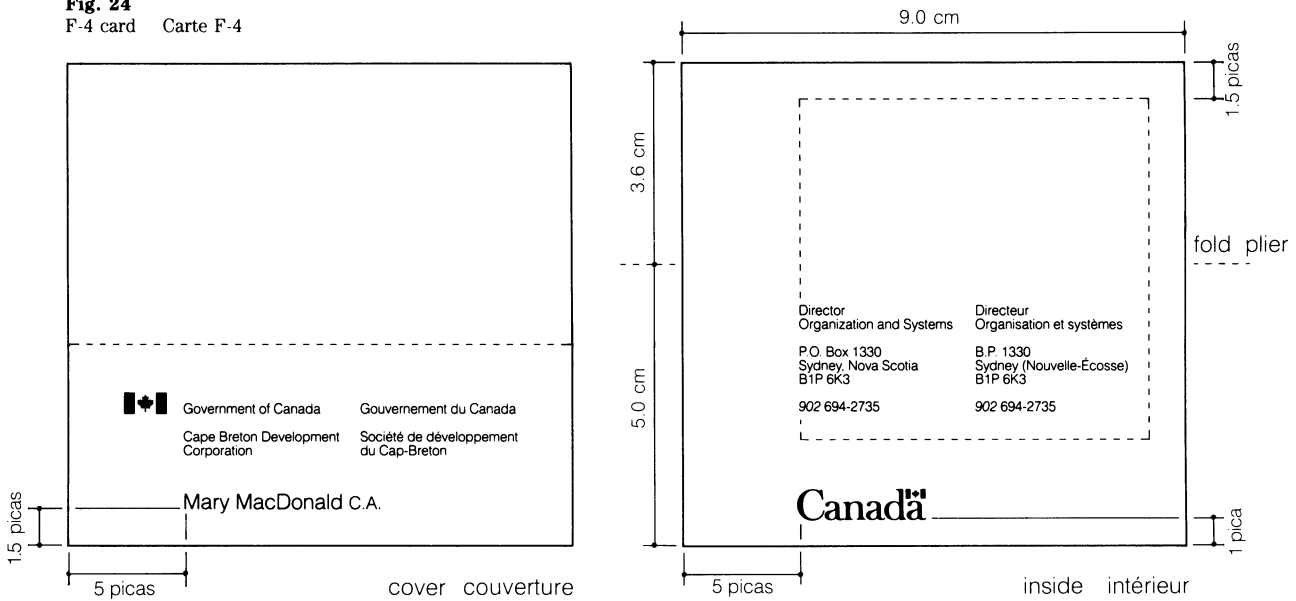 Fig. 24
F-4 card Carte F-4
Government of Canada Gouvernement du Canada
Cape Breton Development Société de développement
Corporation du Cap-Breton
Mary MacDonald C.A.
1.5 picas
5 picas
cover couverture
9.0 cm
1.5 picas
3.6 cm
fold plier
5.0 cm
Director Directeur
Organization and Systems Organisation et systèmes
P.O. Box 1330 B.P. 1330
Sydney, Nova Scotia Sydney (Nouvelle-Écosse)
B1P 6K3 B1P 6K3
902 694-2735 902 694-2735
Canada
1 pica
5 picas
inside intérieur